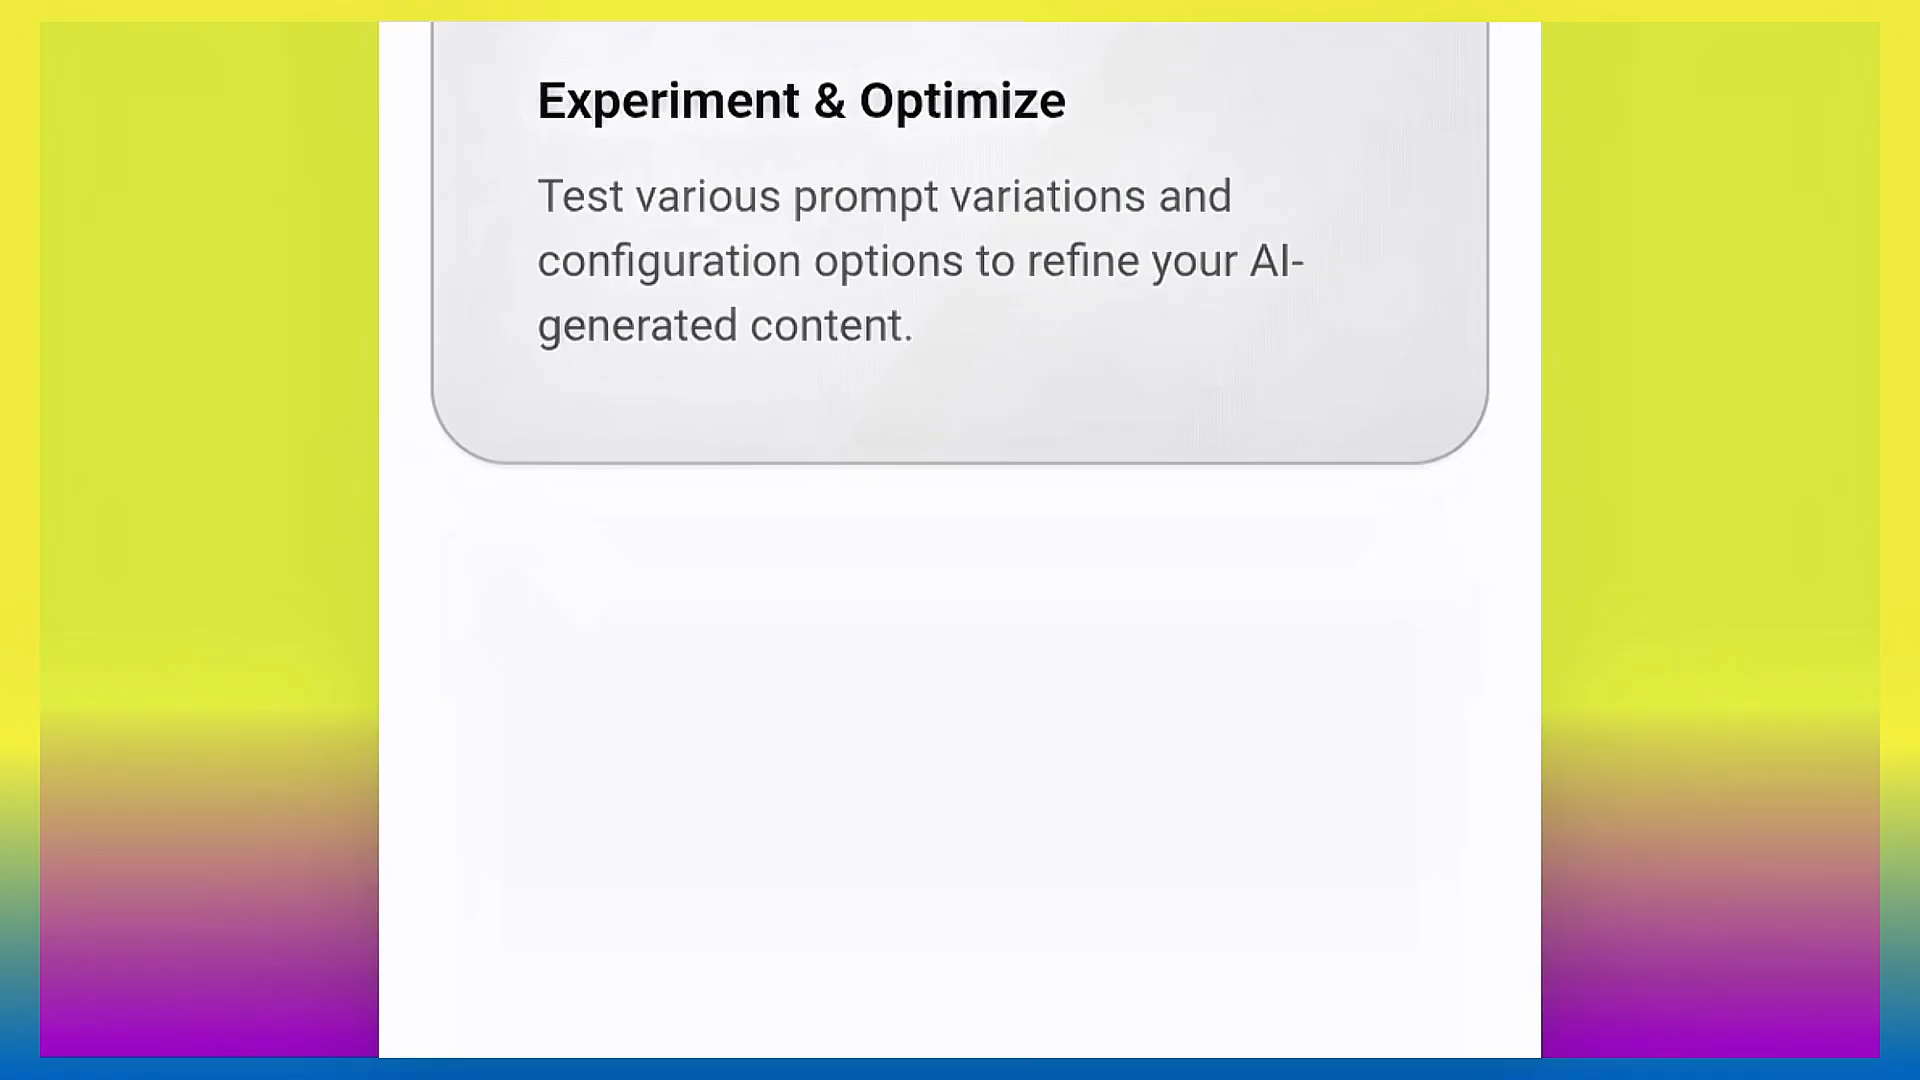 Experiment & Optimize
Test various prompt variations and
configuration options to refine your AI-
generated content.